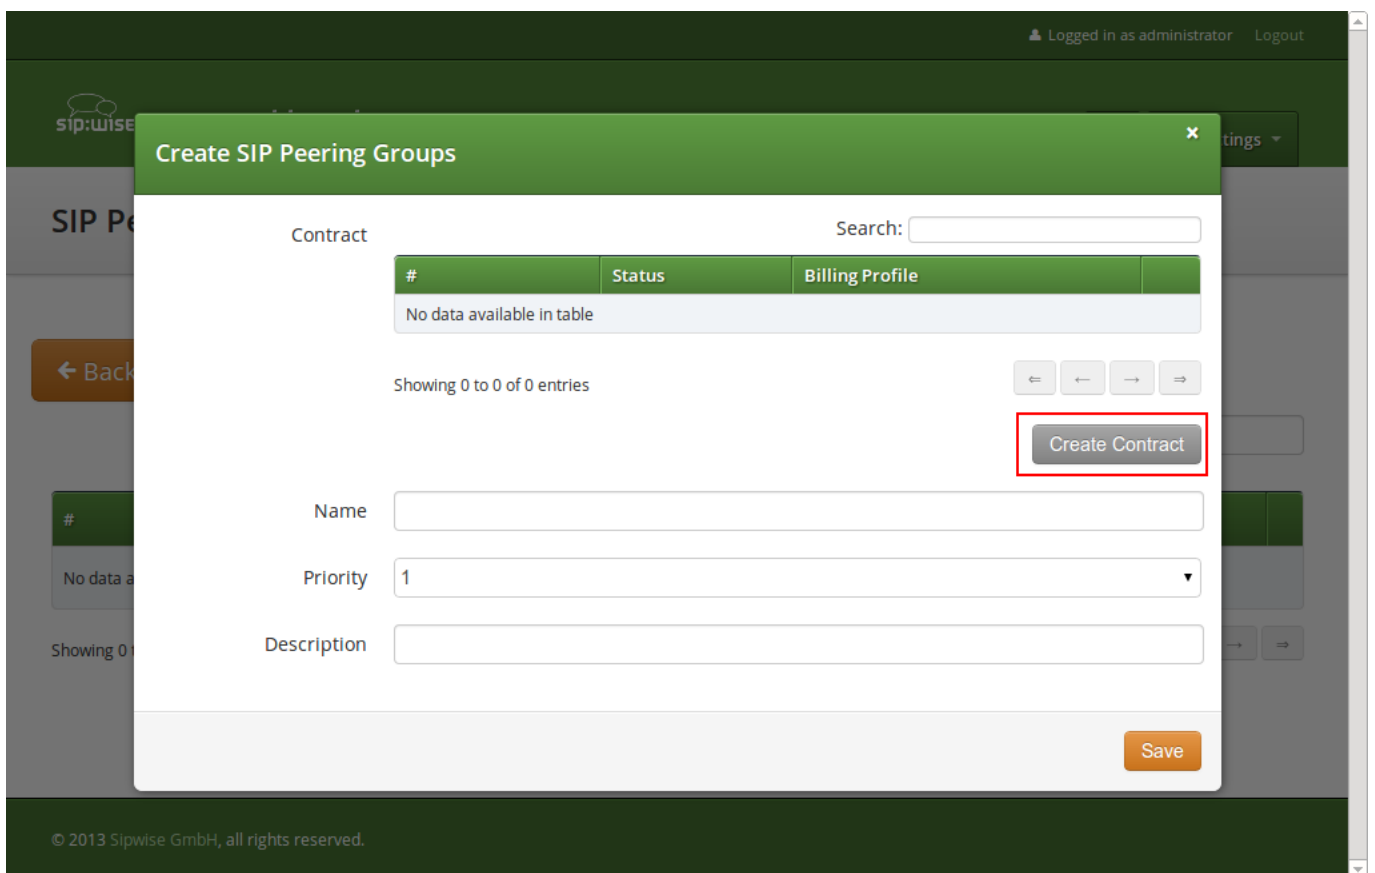 Logged in as administrator Logout
sip:wise
Create SIP Peering Groups ×
tings
SIP Pe
Contract
Search:
# Status Billing Profile
No data available in table
← Back
Showing 0 to 0 of 0 entries
⇐ ← → ⇒
Create Contract
Name
#
Priority 1
No data a
Description
Showing 0 t
→ ⇒
Save
© 2013 Sipwise GmbH, all rights reserved.